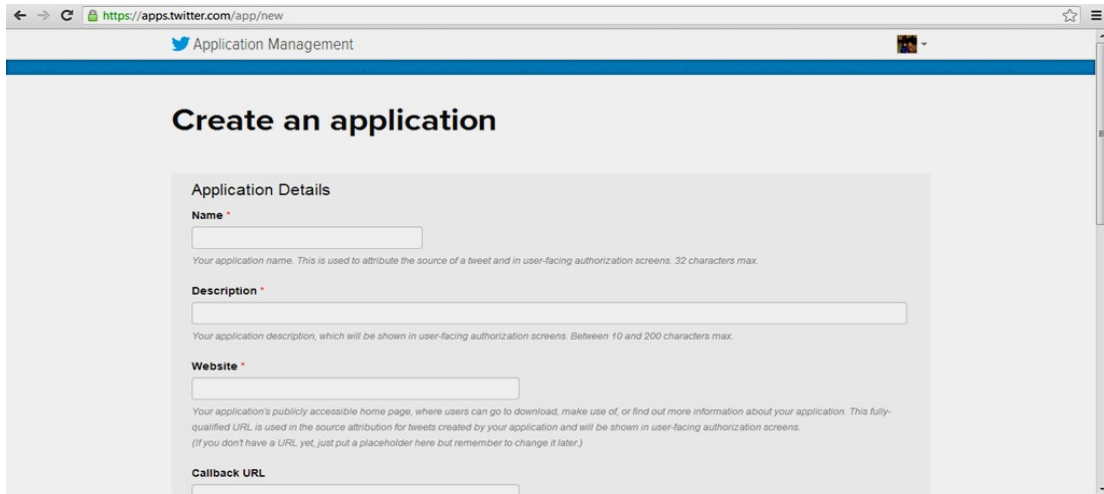 https://apps.twitter.com/app/new
Application Management
Create an application
Application Details
Name *
Your application name. This is used to attribute the source of a tweet and in user-facing authorization screens. 32 characters max.
Description *
Your application description, which will be shown in user-facing authorization screens. Between 10 and 200 characters max.
Website *
Your application's publicly accessible home page, where users can go to download, make use of, or find out more information about your application. This fully-
qualified URL is used in the source attribution for tweets created by your application and will be shown in user-facing authorization screens.
(If you don't have a URL yet, just put a placeholder here but remember to change it later.)
Callback URL